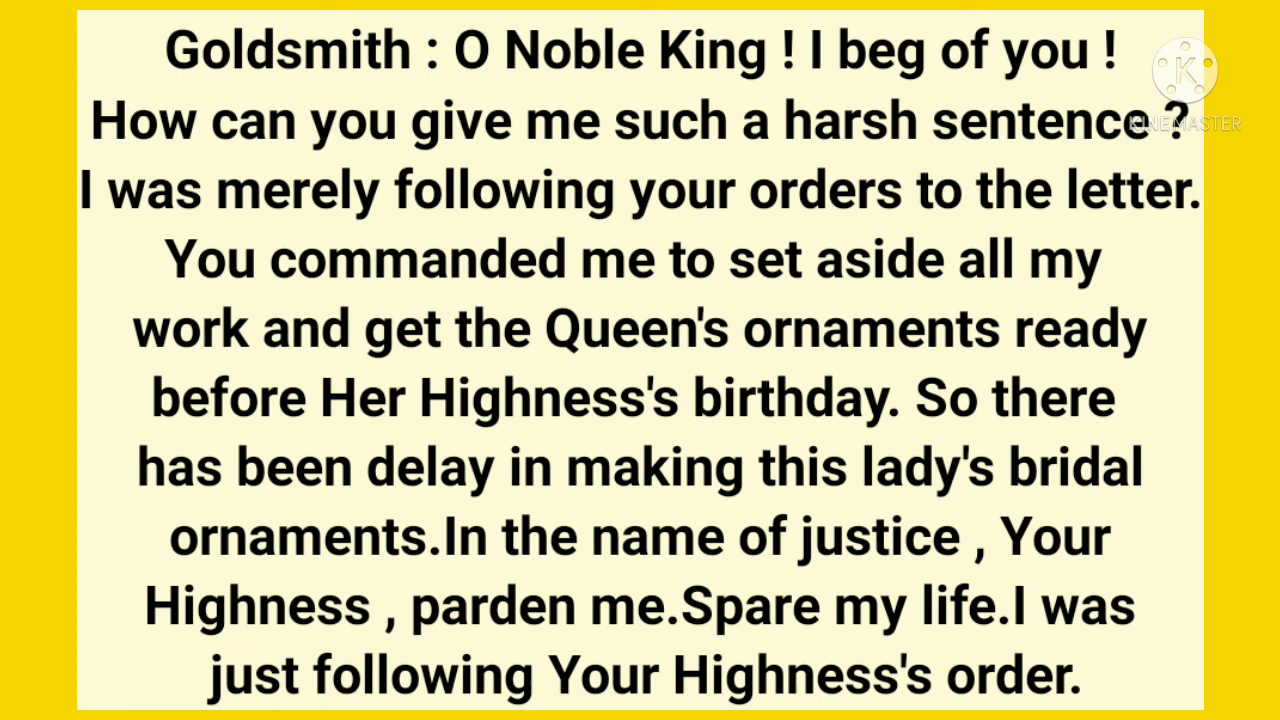 Goldsmith : O Noble King ! I beg of you !
How can you give me such a harsh sentence ?
I was merely following your orders to the letter.
You commanded me to set aside all my
work and get the Queen's ornaments ready
before Her Highness's birthday. So there
has been delay in making this lady's bridal
ornaments.In the name of justice , Your
Highness , parden me.Spare my life.I was
just following Your Highness's order.
K
KINEMASTER